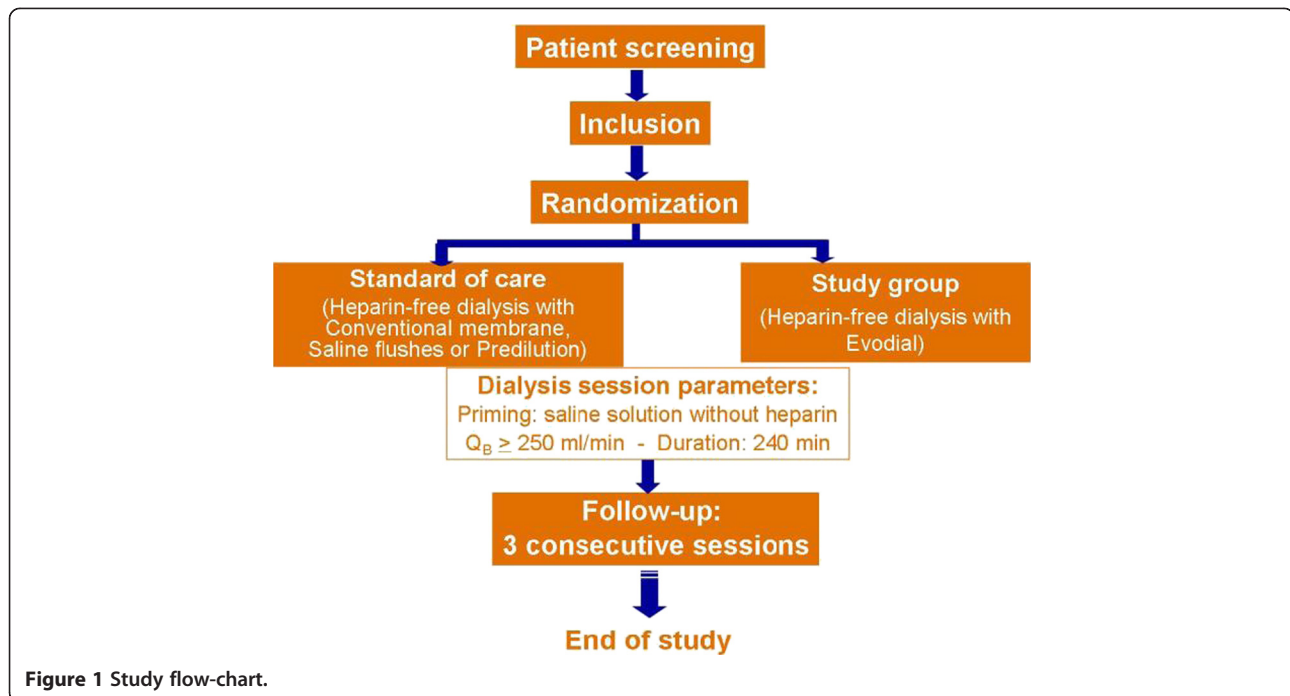 Patient screening
Inclusion
Randomization
Standard of care
(Heparin-free dialysis with
Conventional membrane,
Saline flushes or Predilution)
Study group
(Heparin-free dialysis with
Evodial)
Dialysis session parameters:
Priming: saline solution without heparin
QB ≥ 250 ml/min - Duration: 240 min
Follow-up:
3 consecutive sessions
End of study
Figure 1 Study flow-chart.